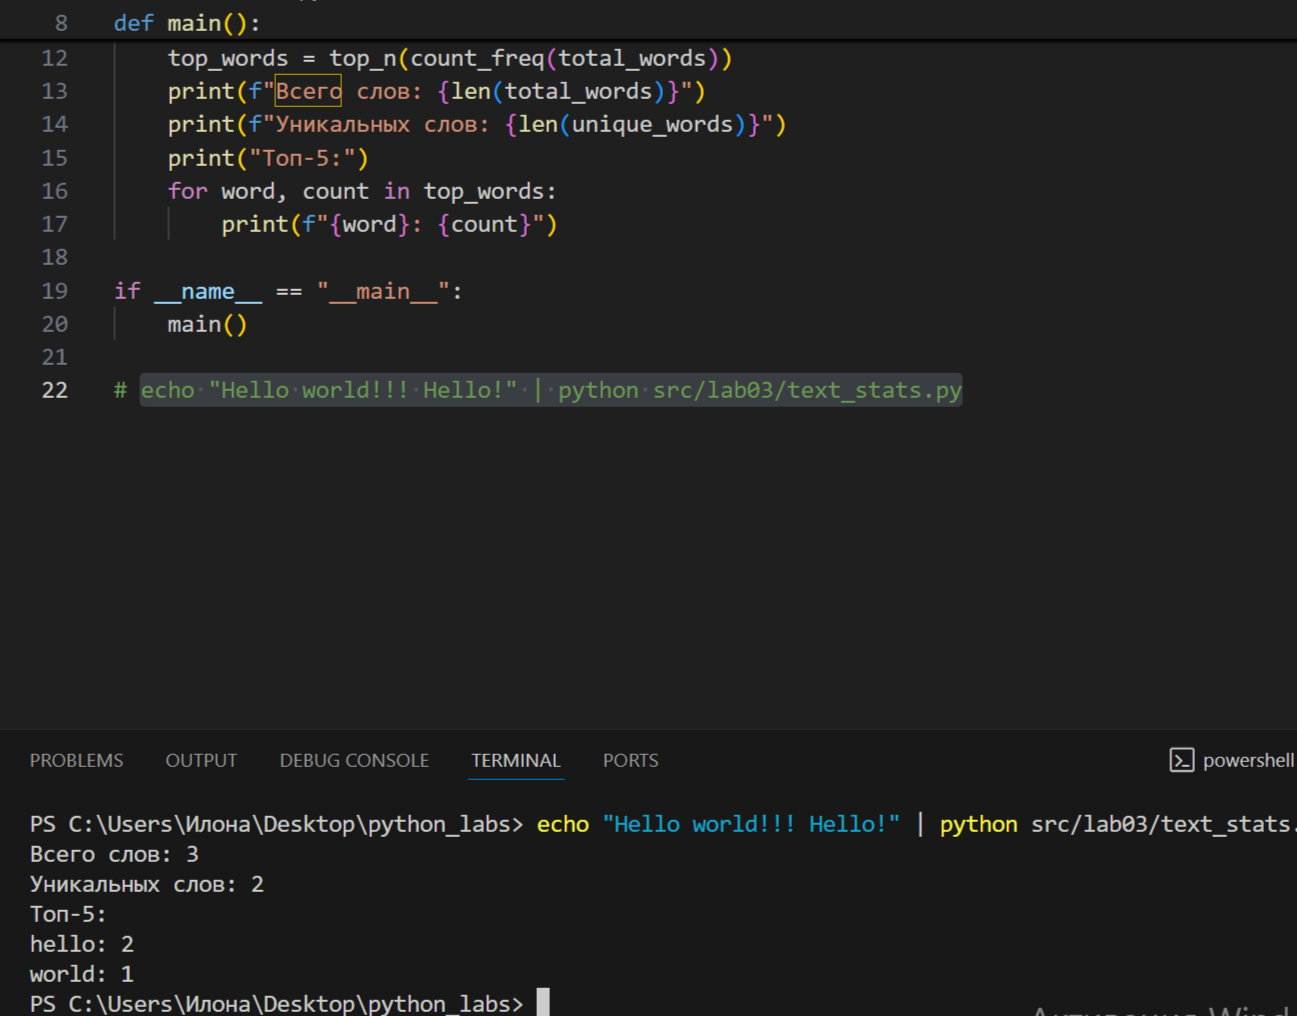 8 def main():
12 top_words = top_n(count_freq(total_words))
13 print(f"Всего слов: {len(total_words)}")
14 print(f"Уникальных слов: {len(unique_words)}")
15 print("Топ-5:")
16 for word, count in top_words:
17 print(f"{word}: {count}")
18
19 if __name__ == "__main__":
20 main()
21
22 # echo "Hello world!!! Hello!" | python src/lab03/text_stats.py
PROBLEMS OUTPUT DEBUG CONSOLE TERMINAL PORTS powershell
PS C:\Users\Илона\Desktop\python_labs> echo "Hello world!!! Hello!" | python src/lab03/text_stats.
Всего слов: 3
Уникальных слов: 2
Топ-5:
hello: 2
world: 1
PS C:\Users\Илона\Desktop\python_labs>